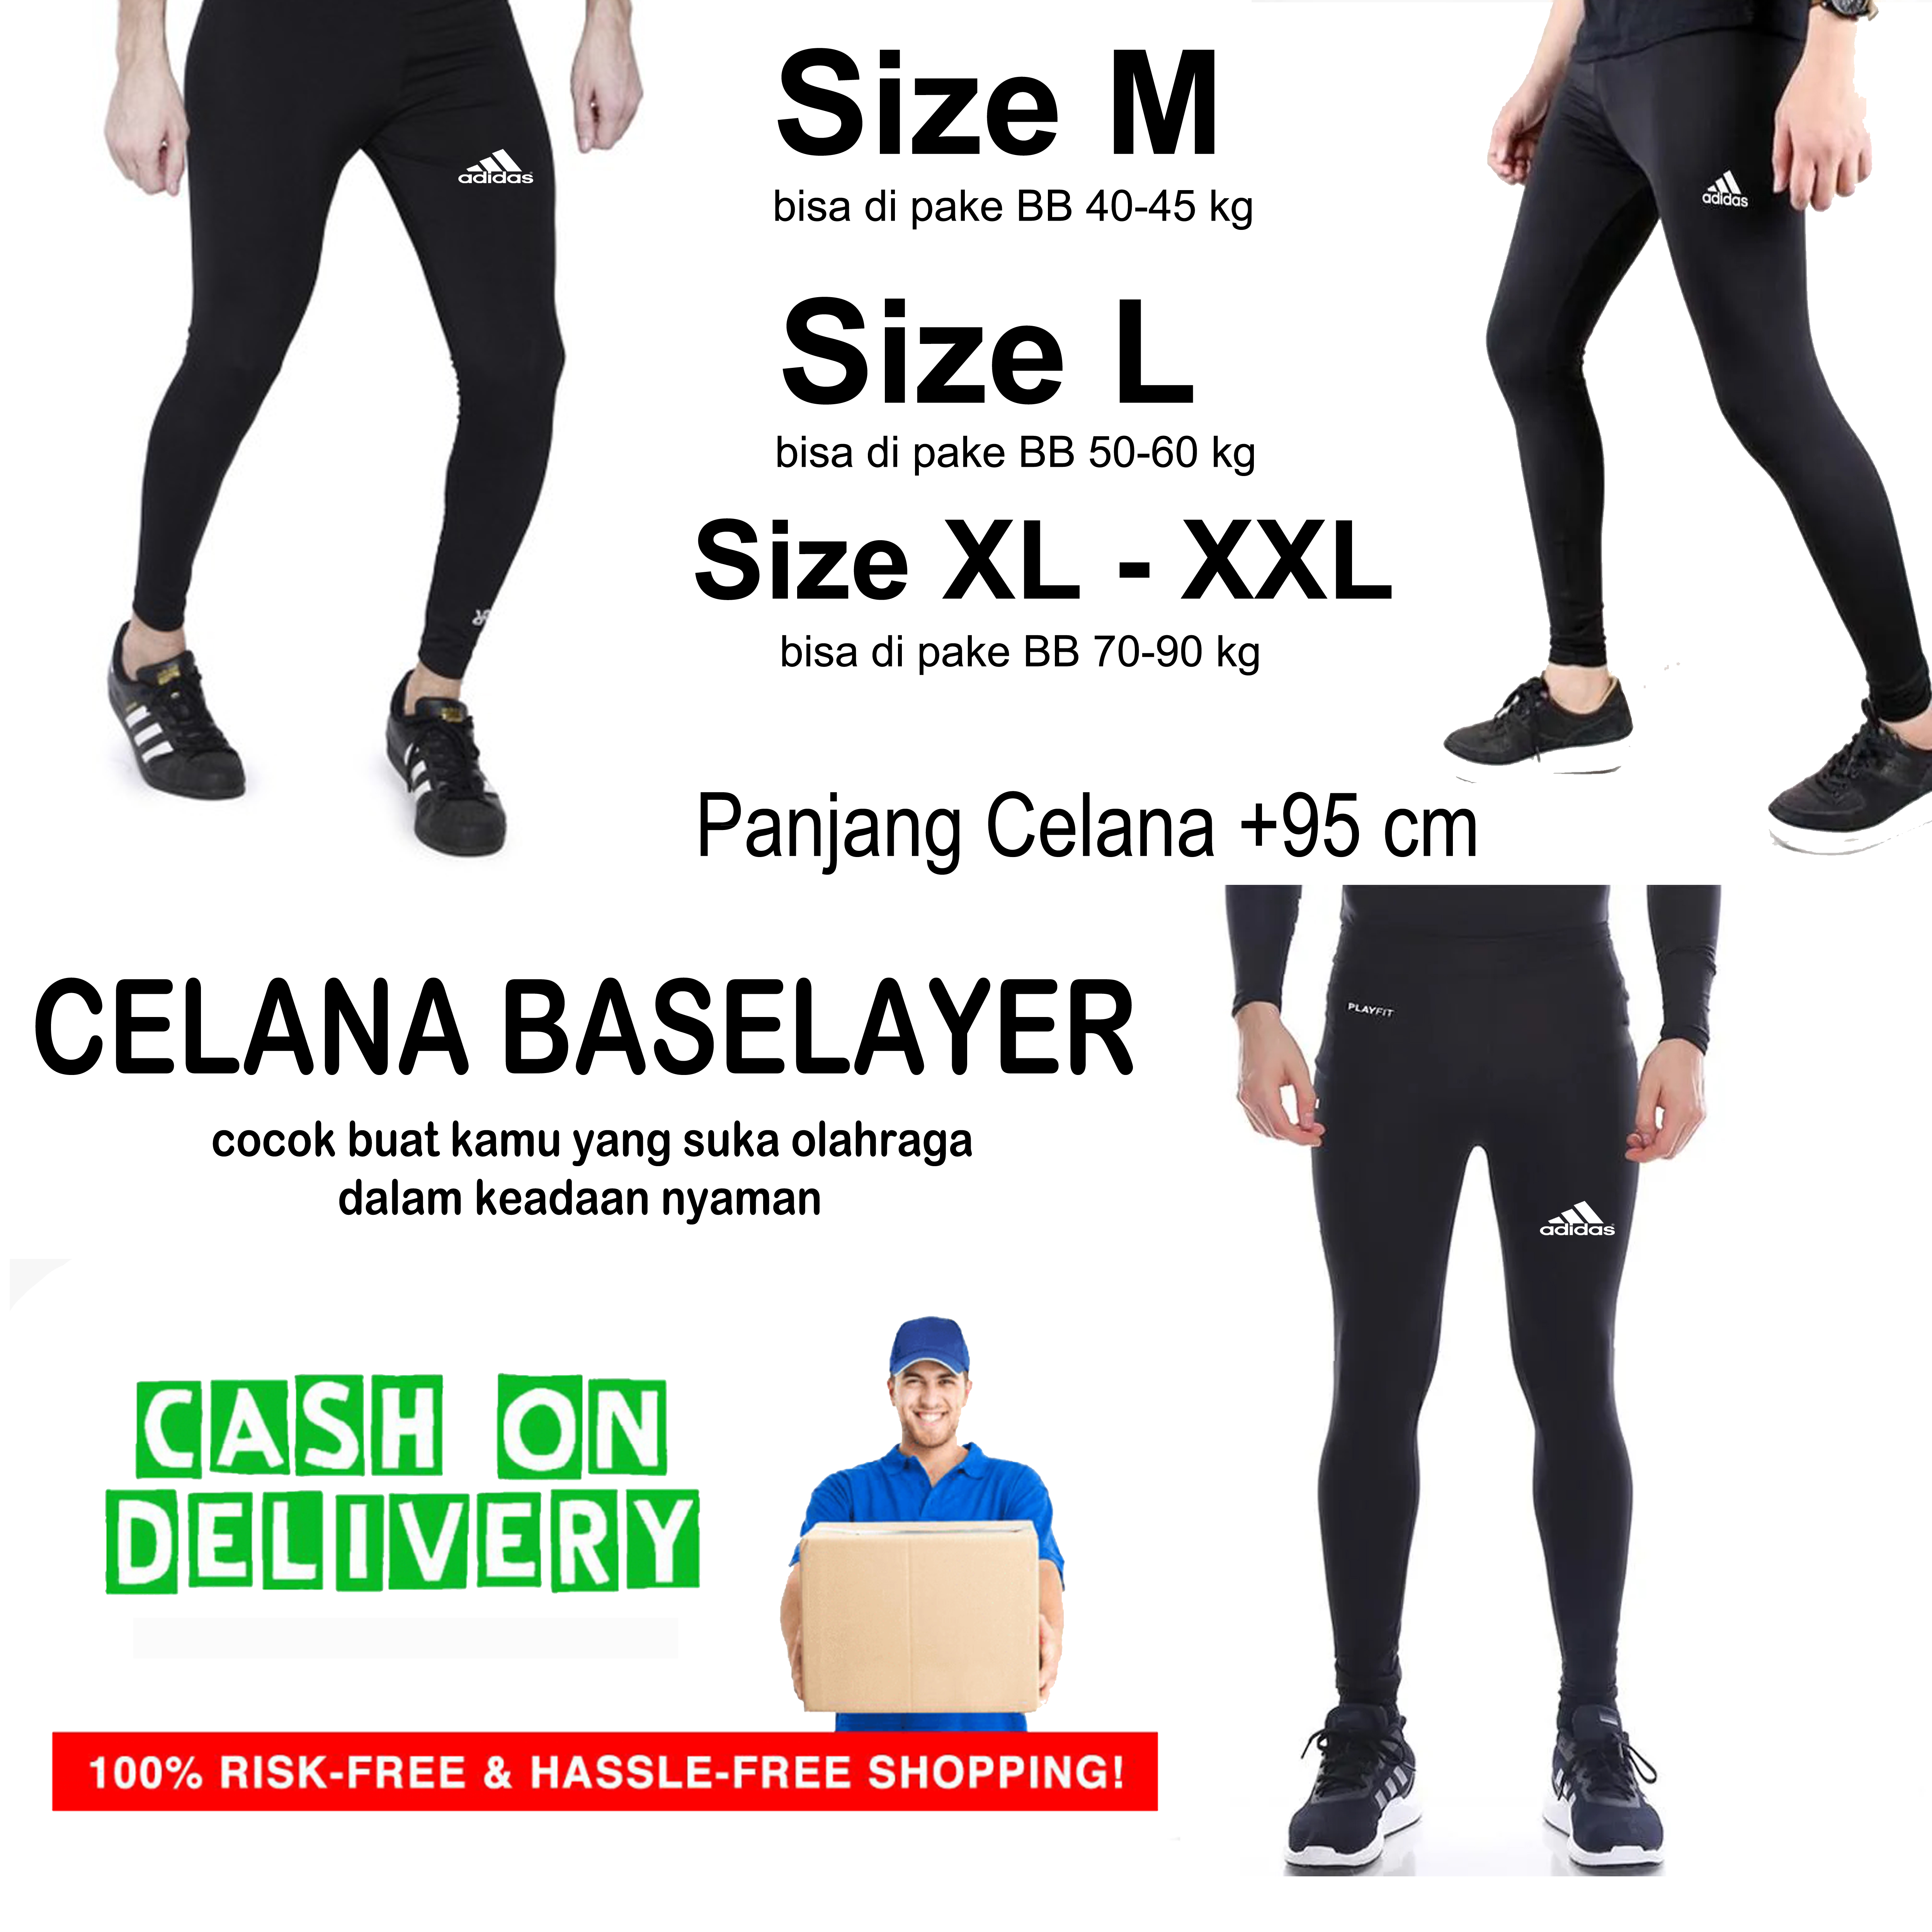 adidas
Size M
bisa di pake BB 40-45 kg
adidas
Size L
bisa di pake BB 50-60 kg
Size XL - XXL
bisa di pake BB 70-90 kg
Panjang Celana +95 cm
CELANA BASELAYER
cocok buat kamu yang suka olahraga
dalam keadaan nyaman
PLAYFIT
adidas
CASH ON
DELIVERY
100% RISK-FREE & HASSLE-FREE SHOPPING!